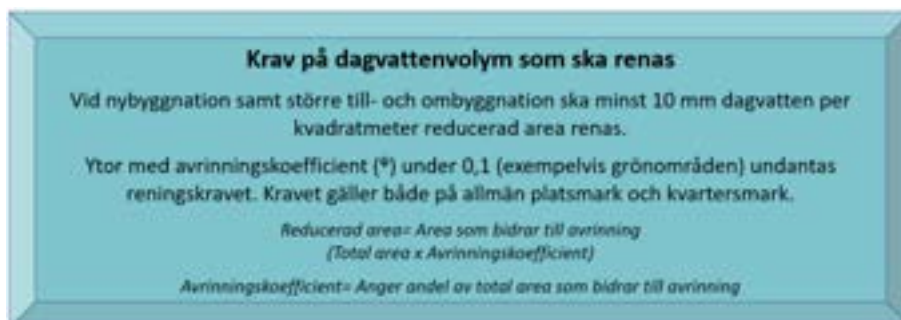 Krav på dagvattenvolym som ska renas
Vid nybyggnation samt större till- och ombyggnation ska minst 10 mm dagvatten per
kvadratmeter reducerad area renas.
Ytor med avrinningskoefficient (*) under 0,1 (exempelvis grönområden) undantas
reningskravet. Kravet gäller både på allmän platsmark och kvartersmark.
Reducerad area= Area som bidrar till avrinning
(Total area x Avrinningskoefficient)
Avrinningskoefficient= Anger andel av total area som bidrar till avrinning